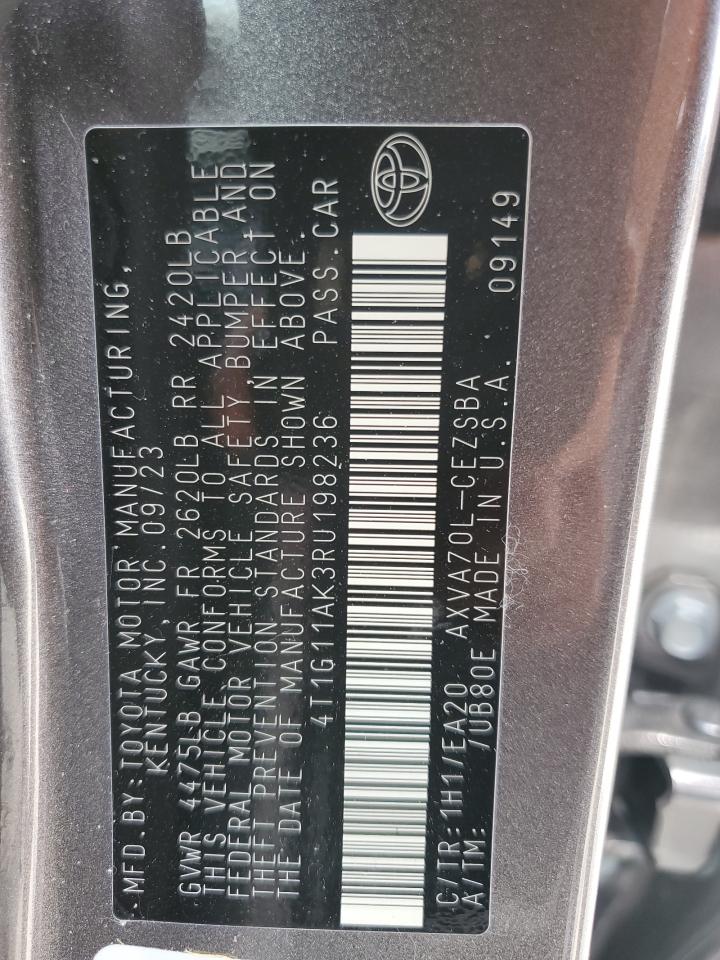 MFD.BY: TOYOTA MOTOR MANUFACTURING,
KENTUCKY, INC. 09/23
GVWR 4475LB GAWR FR 2620LB RR 2420LB
THIS VEHICLE CONFORMS TO ALL APPLICABLE
FEDERAL MOTOR VEHICLE SAFETY, BUMPER, AND
THEFT PREVENTION STANDARDS IN EFFECT ON
THE DATE OF MANUFACTURE SHOWN ABOVE.
4T1G11AK3RU198236 PASS. CAR
C/TR: 1H1/EA20 AXVA70L-CEZSBA
A/TM: /UB80E MADE IN U.S.A. 09149